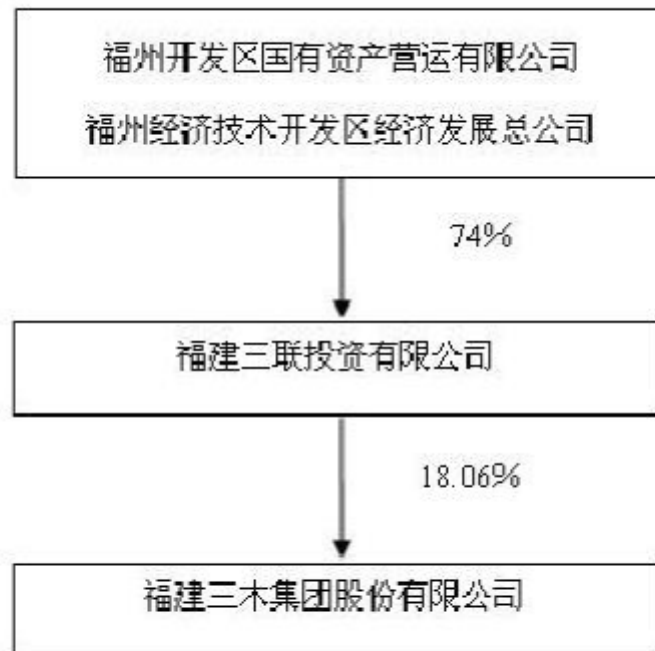 福州开发区国有资产营运有限公司
福州经济技术开发区经济发展总公司
74%
福建三联投资有限公司
18.06%
福建三木集团股份有限公司